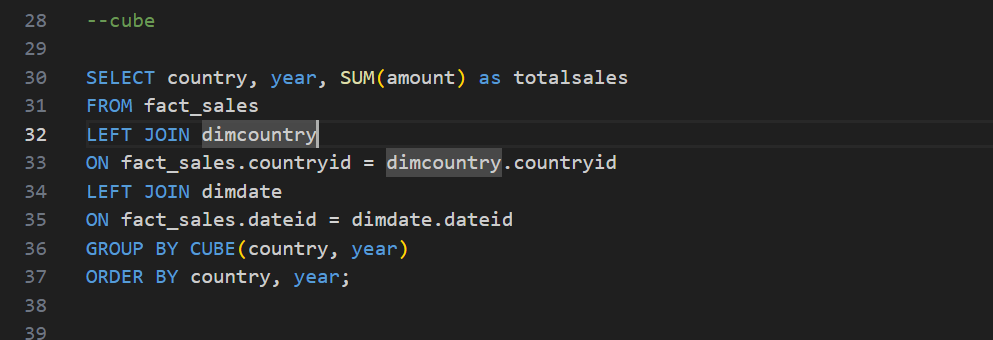 28 --cube
29
30 SELECT country, year, SUM(amount) as totalsales
31 FROM fact_sales
32 LEFT JOIN dimcountry
33 ON fact_sales.countryid = dimcountry.countryid
34 LEFT JOIN dimdate
35 ON fact_sales.dateid = dimdate.dateid
36 GROUP BY CUBE(country, year)
37 ORDER BY country, year;
38
39